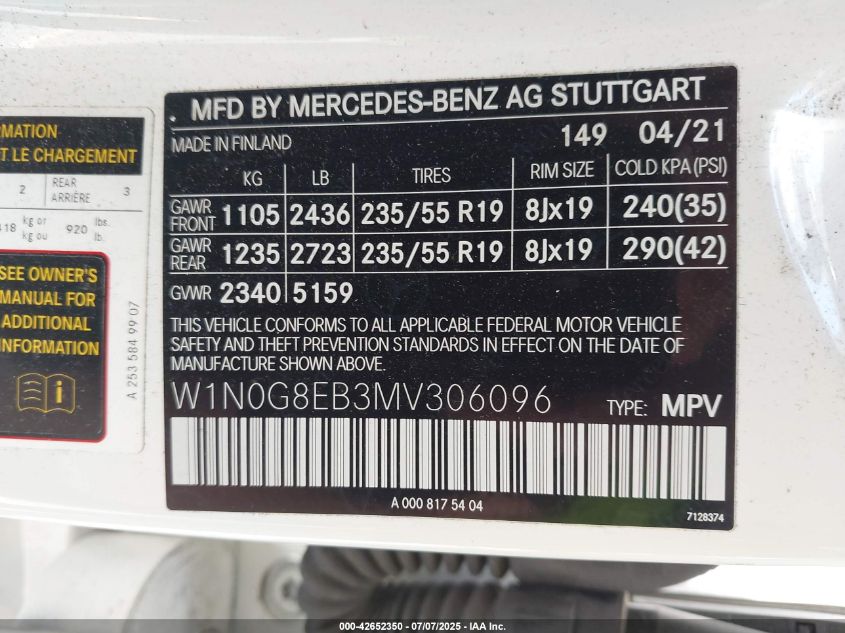 RMATION
T LE CHARGEMENT
2 REAR ARRIÈRE 3
418 kg or kg ou 920 lbs. lb.
SEE OWNER'S
MANUAL FOR
ADDITIONAL
INFORMATION
A 253 584 99 07
. MFD BY MERCEDES-BENZ AG STUTTGART
MADE IN FINLAND 149 04/21
KG LB TIRES RIM SIZE COLD KPA (PSI)
GAWR FRONT 1105 2436 235/55 R19 8Jx19 240(35)
GAWR REAR 1235 2723 235/55 R19 8Jx19 290(42)
GVWR 2340 5159
THIS VEHICLE CONFORMS TO ALL APPLICABLE FEDERAL MOTOR VEHICLE
SAFETY AND THEFT PREVENTION STANDARDS IN EFFECT ON THE DATE OF
MANUFACTURE SHOWN ABOVE.
W1N0G8EB3MV306096 TYPE: MPV
A 000 817 54 04
7128374
000-42652350 - 07/07/2025 - IAA Inc.